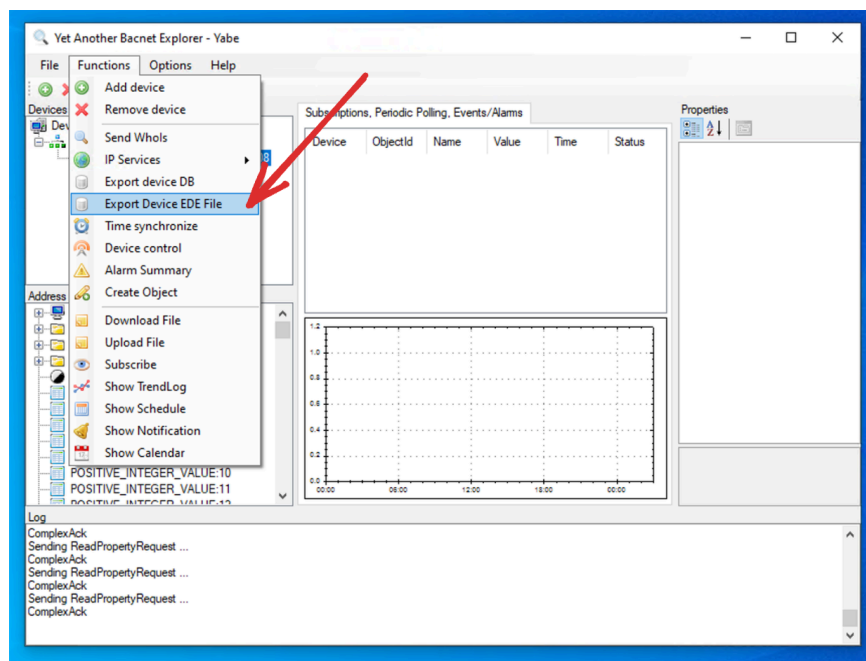 Yet Another Bacnet Explorer - Yabe
File Functions Options Help
Add device
Remove device
Send WhoIs
IP Services
Export device DB
Export Device EDE File
Time synchronize
Device control
Alarm Summary
Create Object
Download File
Upload File
Subscribe
Show TrendLog
Show Schedule
Show Notification
Show Calendar
Devices
Dev
Subscriptions, Periodic Polling, Events/Alarms
Device ObjectId Name Value Time Status
Properties
Address
POSITIVE_INTEGER_VALUE:10
POSITIVE_INTEGER_VALUE:11
POSITIVE_INTEGER_VALUE:12
1.2
1.0
0.8
0.6
0.4
0.2
0.0
00:00 06:00 12:00 18:00 00:00
Log
ComplexAck
Sending ReadPropertyRequest ...
ComplexAck
Sending ReadPropertyRequest ...
ComplexAck
Sending ReadPropertyRequest ...
ComplexAck